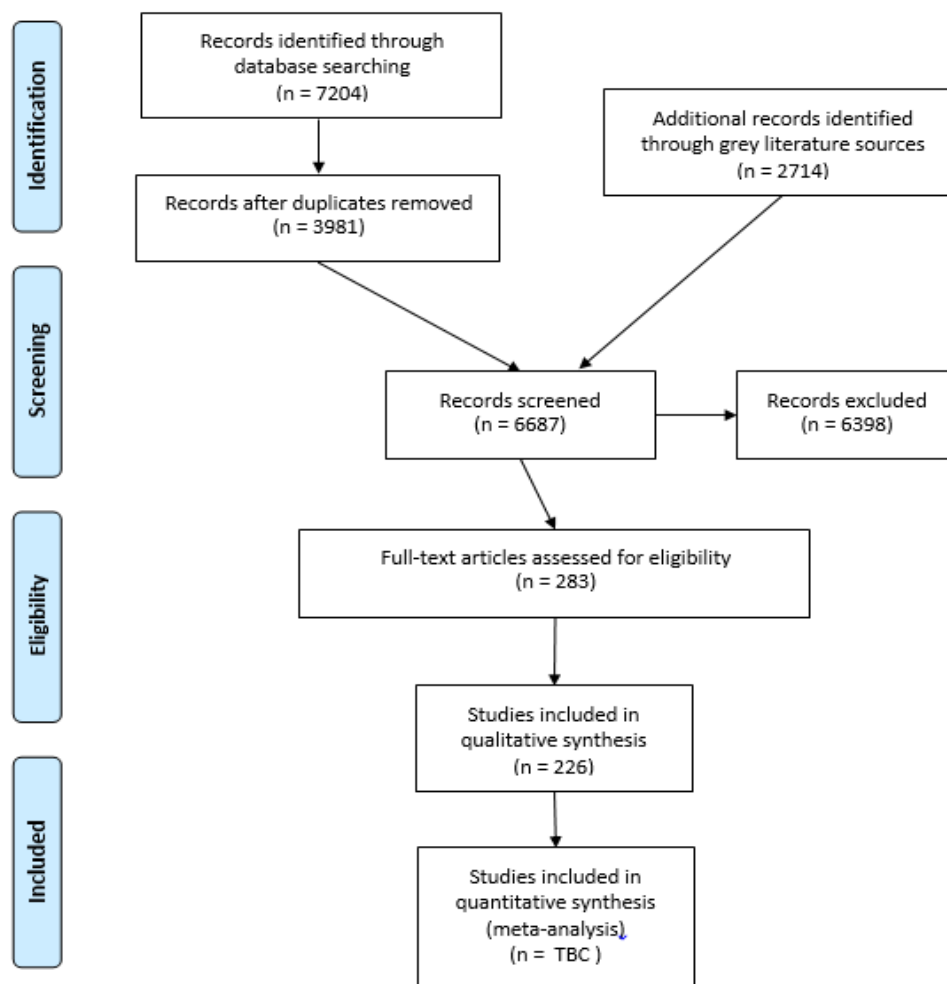 Identification
Records identified through
database searching
(n = 7204)
Additional records identified
through grey literature sources
(n = 2714)
Records after duplicates removed
(n = 3981)
Screening
Records screened
(n = 6687)
Records excluded
(n = 6398)
Eligibility
Full-text articles assessed for eligibility
(n = 283)
Studies included in
qualitative synthesis
(n = 226)
Included
Studies included in
quantitative synthesis
(meta-analysis)
(n = TBC )